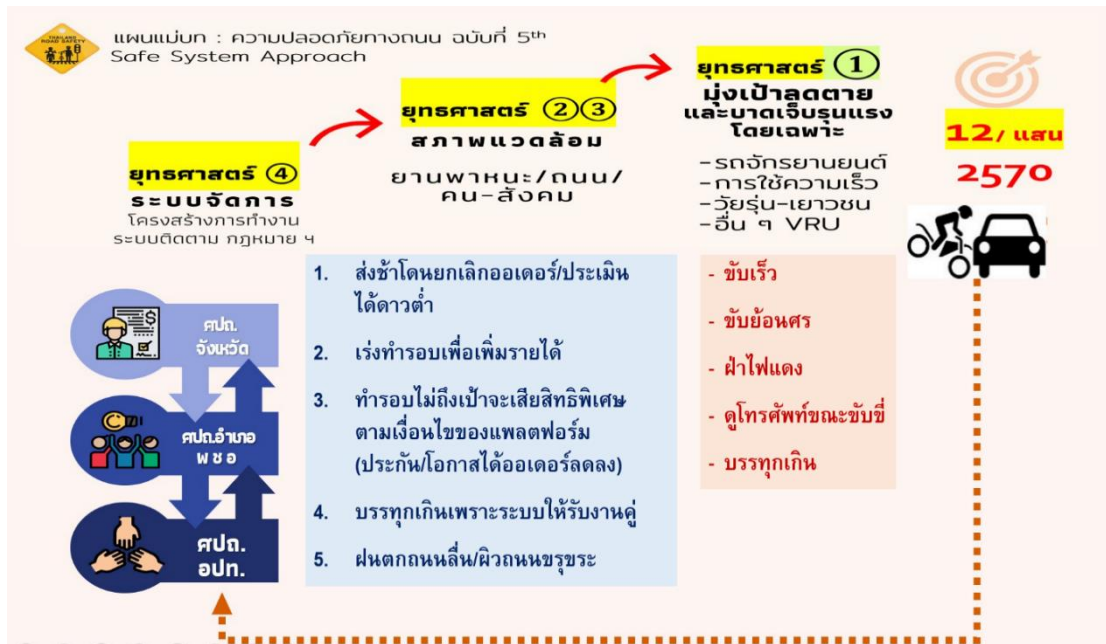 THAILAND
ROAD SAFETY
แผนแม่บท : ความปลอดภัยทางถนน ฉบับที่ 5th
Safe System Approach
ยุทธศาสตร์ ④
ระบบจัดการ
โครงสร้างการทำงาน
ระบบติดตาม กฎหมาย ฯ
ยุทธศาสตร์ ②③
สภาพแวดล้อม
ยานพาหนะ/ถนน/
คน-สังคม
ยุทธศาสตร์ ①
มุ่งเป้าลดตาย
และบาดเจ็บรุนแรง
โดยเฉพาะ
-รถจักรยานยนต์
-การใช้ความเร็ว
-วัยรุ่น-เยาวชน
-อื่น ๆ VRU
12/ แสน
2570
ศปถ.
จังหวัด
ศปถ.อำเภอ
พชอ
ศปถ.
อปท.
1. ส่งช้าโดนยกเลิกออเดอร์/ประเมิน
ได้ดาวต่ำ
2. เร่งทำรอบเพื่อเพิ่มรายได้
3. ทำรอบไม่ถึงเป้าจะเสียสิทธิพิเศษ
ตามเงื่อนไขของแพลตฟอร์ม
(ประกัน/โอกาสได้ออเดอร์ลดลง)
4. บรรทุกเกินเพราะระบบให้รับงานคู่
5. ฝนตกถนนลื่น/ผิวถนนขรุขระ
- ขับเร็ว
- ขับย้อนศร
- ฝ่าไฟแดง
- ดูโทรศัพท์ขณะขับขี่
- บรรทุกเกิน